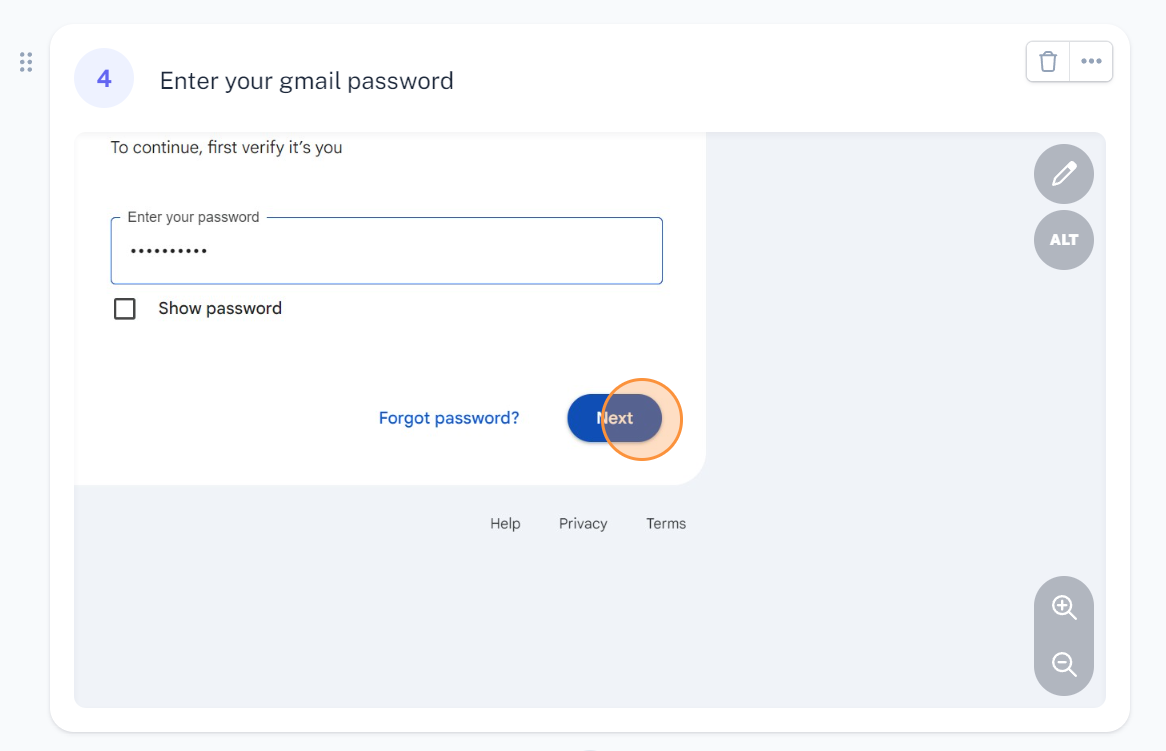 4
Enter your gmail password
To continue, first verify it’s you
ALT
Enter your password
••••••••••
Show password
Forgot password?
Next
Help Privacy Terms